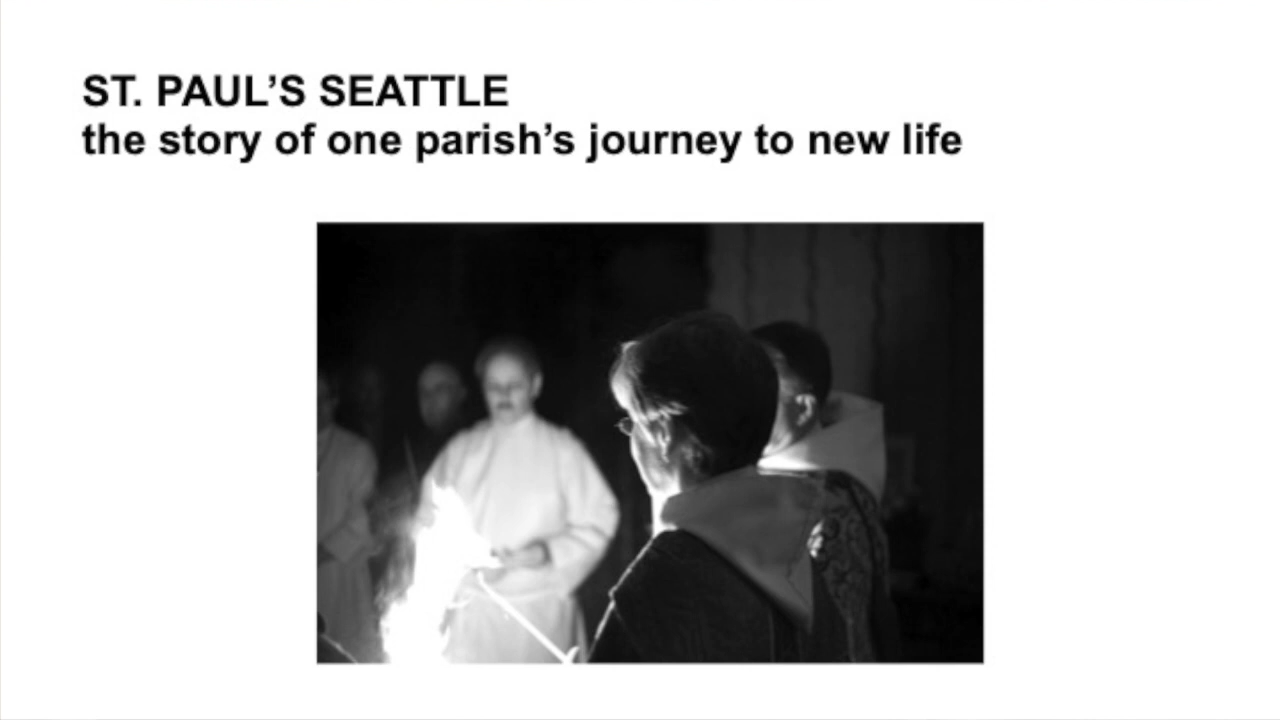 ST. PAUL’S SEATTLE
the story of one parish’s journey to new life